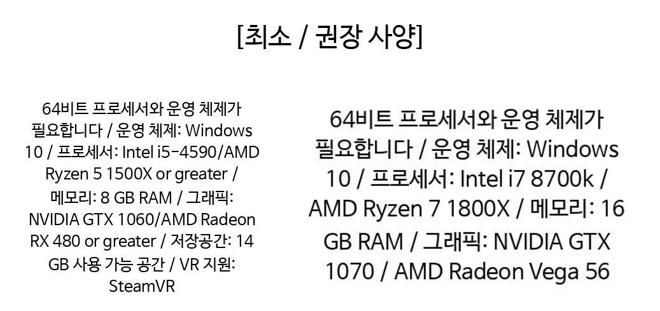 [최소 / 권장 사양]
64비트 프로세서와 운영 체제가
필요합니다 / 운영 체제: Windows
10 / 프로세서: Intel i5-4590/AMD
Ryzen 5 1500X or greater /
메모리: 8 GB RAM / 그래픽:
NVIDIA GTX 1060/AMD Radeon
RX 480 or greater / 저장공간: 14
GB 사용 가능 공간 / VR 지원:
SteamVR
64비트 프로세서와 운영 체제가
필요합니다 / 운영 체제: Windows
10 / 프로세서: Intel i7 8700k /
AMD Ryzen 7 1800X / 메모리: 16
GB RAM / 그래픽: NVIDIA GTX
1070 / AMD Radeon Vega 56